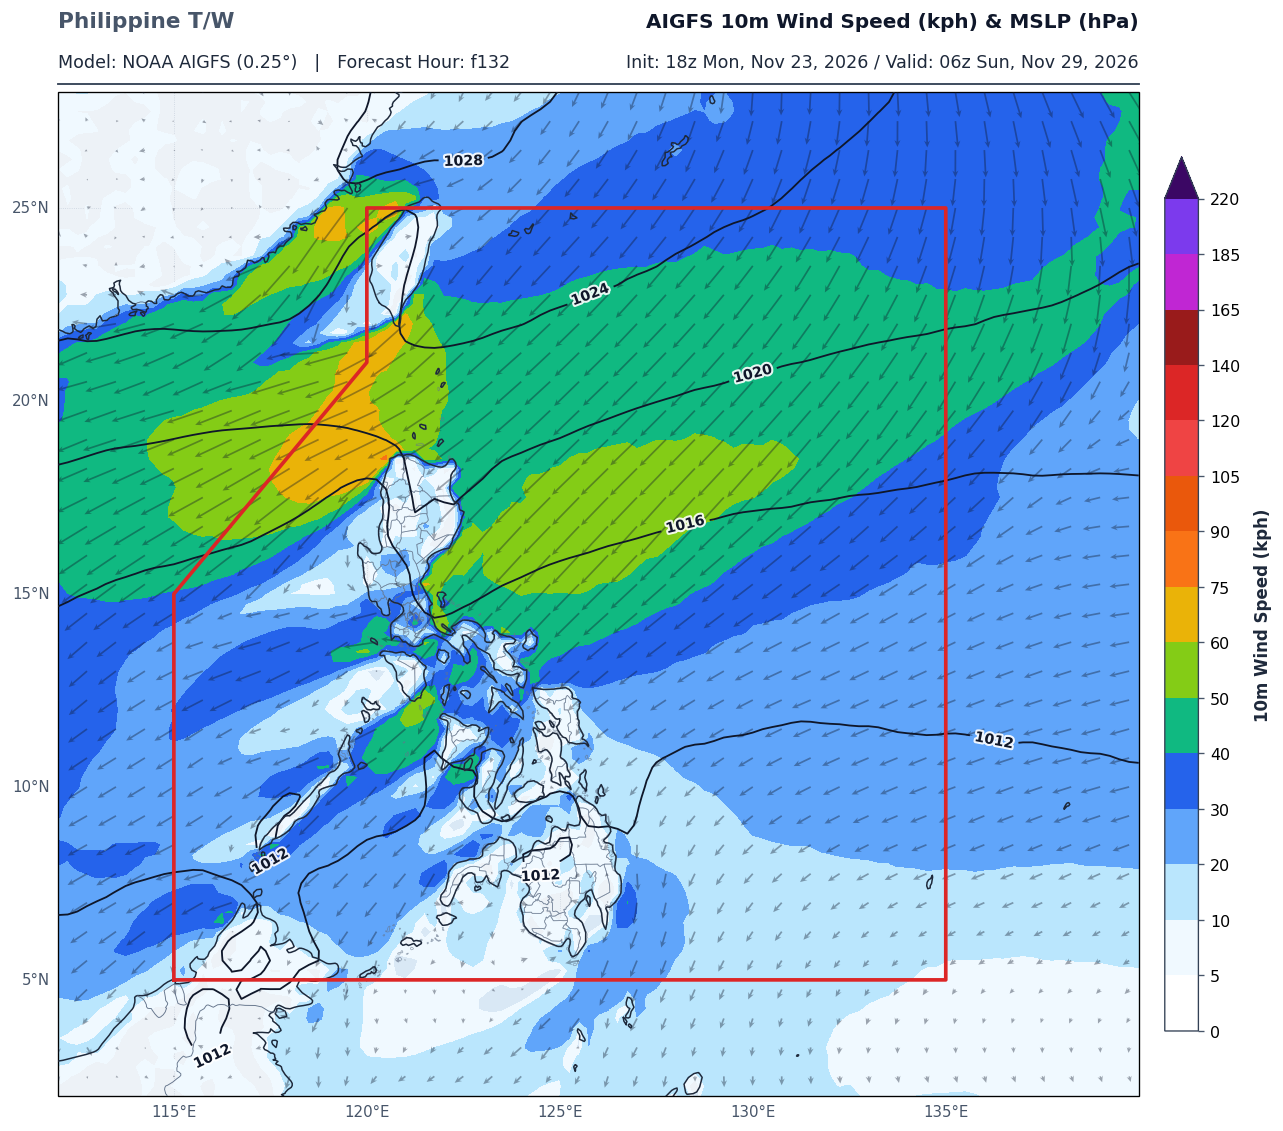 Philippine T/W
AIGFS 10m Wind Speed (kph) & MSLP (hPa)
Model: NOAA AIGFS (0.25°) | Forecast Hour: f132
Init: 18z Mon, Nov 23, 2026 / Valid: 06z Sun, Nov 29, 2026
1028
1024
1020
1016
1012
1012
1012
1012
25°N
20°N
15°N
10°N
5°N
115°E
120°E
125°E
130°E
135°E
220
185
165
140
120
105
90
75
60
50
40
30
20
10
5
0
10m Wind Speed (kph)